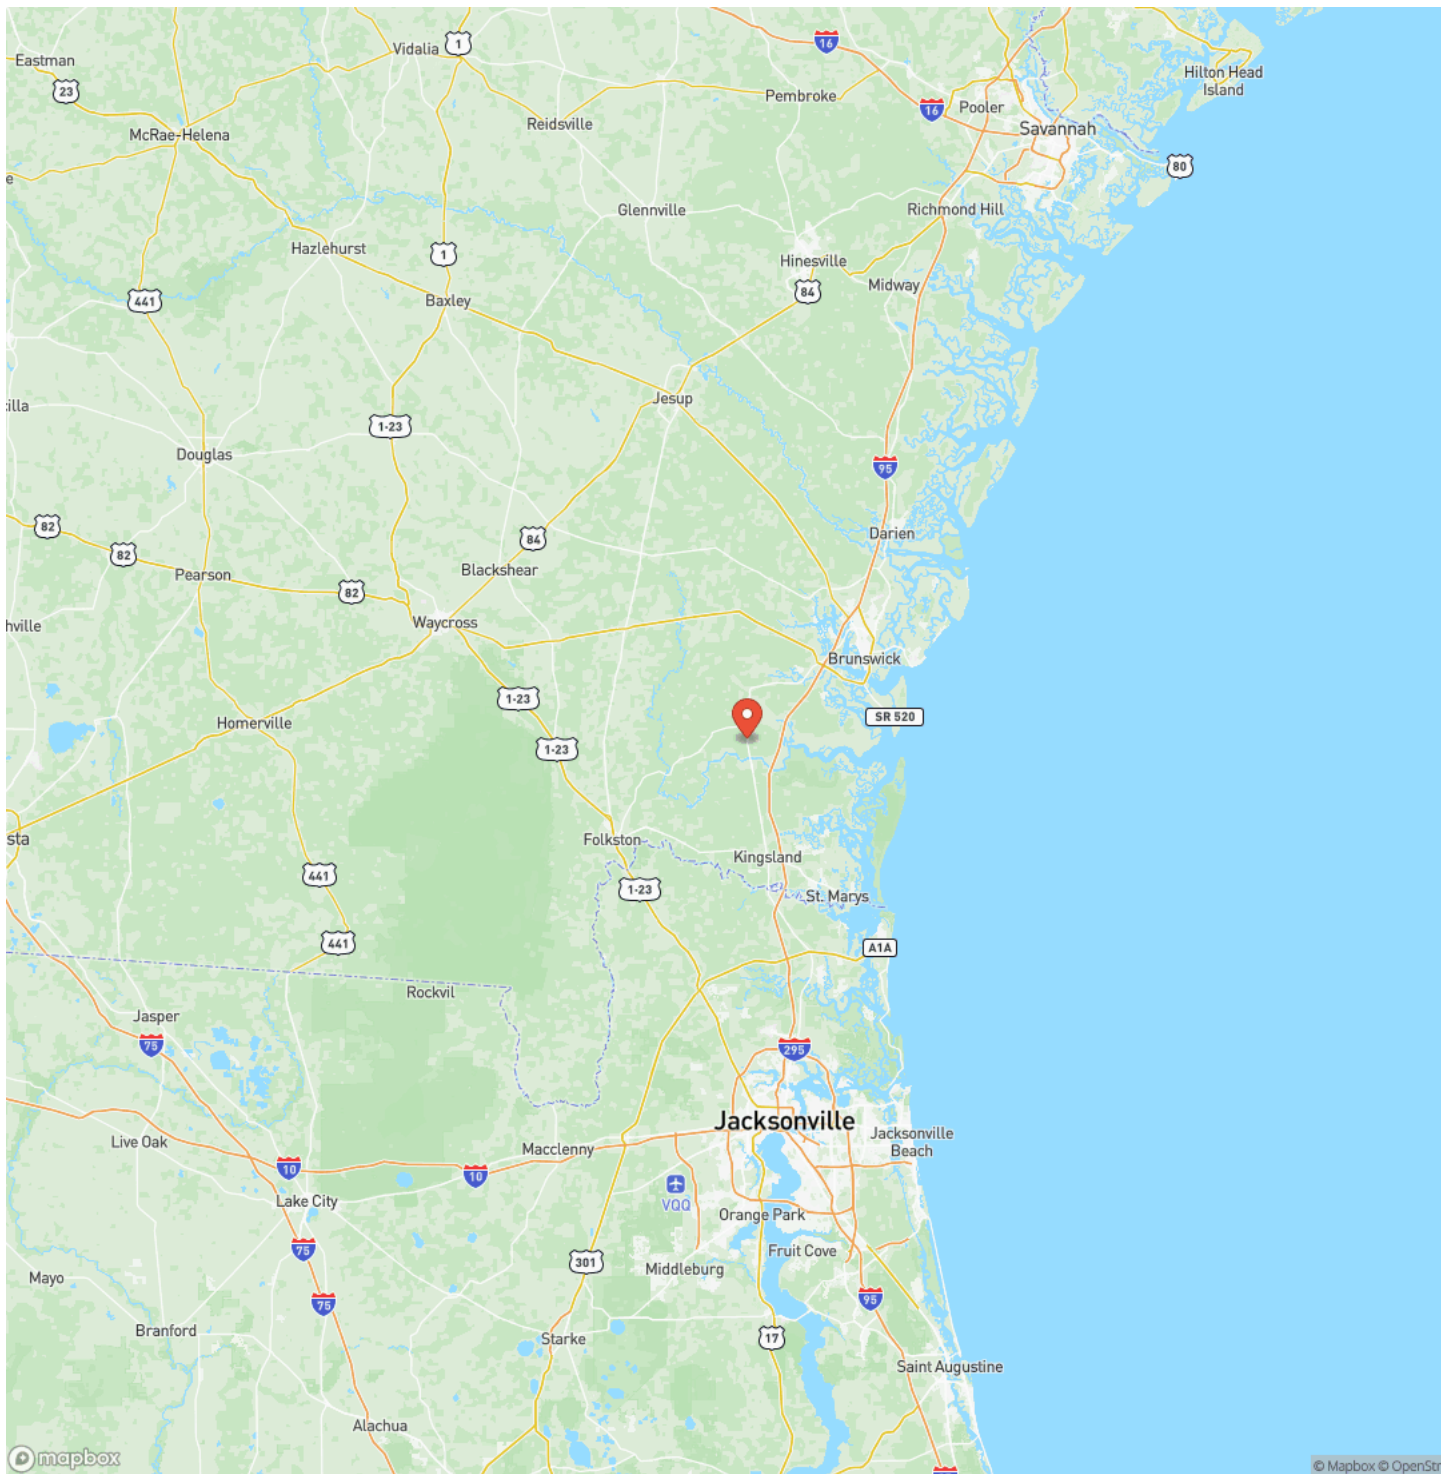 Eastman
Vidalia
1
16
Hilton Head
Island
23
Pembroke
16
Pooler
McRae-Helena
Reidsville
Savannah
80
e
Glennville
Richmond Hill
Hazlehurst
1
Hinesville
84
Midway
441
Baxley
Jesup
cilla
1-23
Douglas
95
82
82
84
Darien
Blackshear
Pearson
82
hville
Waycross
Brunswick
1-23
SR 520
Homerville
1-23
sta
Folkston
Kingsland
441
1-23
St. Marys
441
A1A
Rockvil
Jasper
75
295
Jacksonville
Live Oak
Jacksonville
Beach
Macclenny
10
10
VQQ
Lake City
Orange Park
75
Fruit Cove
301
Middleburg
Mayo
75
95
Branford
Starke
17
Saint Augustine
Alachua
mapbox
© Mapbox © OpenStr